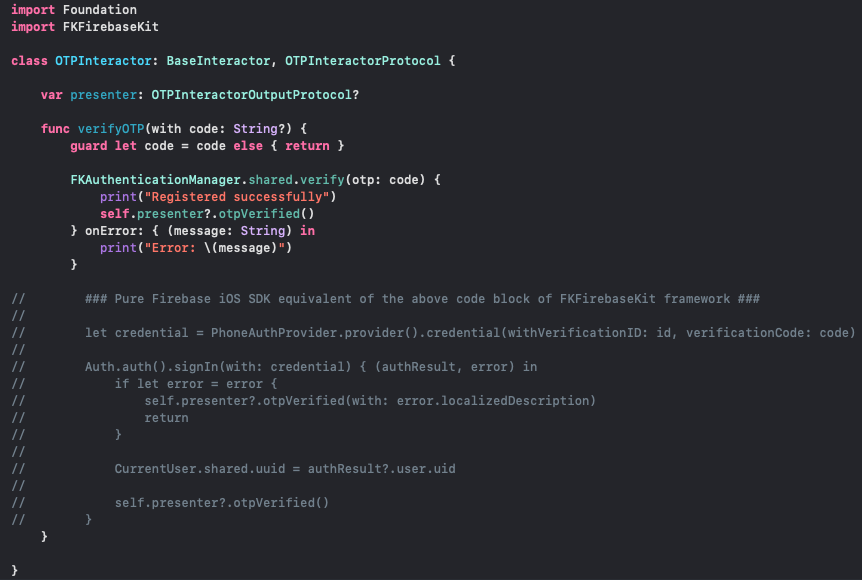 import Foundation
import FKFirebaseKit

class OTPInteractor: BaseInteractor, OTPInteractorProtocol {

    var presenter: OTPInteractorOutputProtocol?

    func verifyOTP(with code: String?) {
        guard let code = code else { return }

        FKAuthenticationManager.shared.verify(otp: code) {
            print("Registered successfully")
            self.presenter?.otpVerified()
        } onError: { (message: String) in
            print("Error: \(message)")
        }

//        ### Pure Firebase iOS SDK equivalent of the above code block of FKFirebaseKit framework ###
//
//        let credential = PhoneAuthProvider.provider().credential(withVerificationID: id, verificationCode: code)
//
//        Auth.auth().signIn(with: credential) { (authResult, error) in
//            if let error = error {
//                self.presenter?.otpVerified(with: error.localizedDescription)
//                return
//            }
//
//            CurrentUser.shared.uuid = authResult?.user.uid
//
//            self.presenter?.otpVerified()
//        }
    }

}